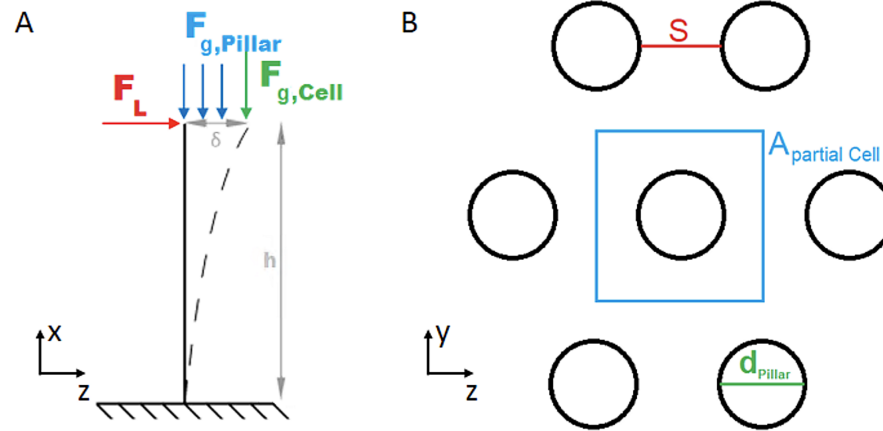 A
F g,Pillar
F g,Cell
F L
δ
h
x
z
B
S
A partial Cell
y
z
d Pillar